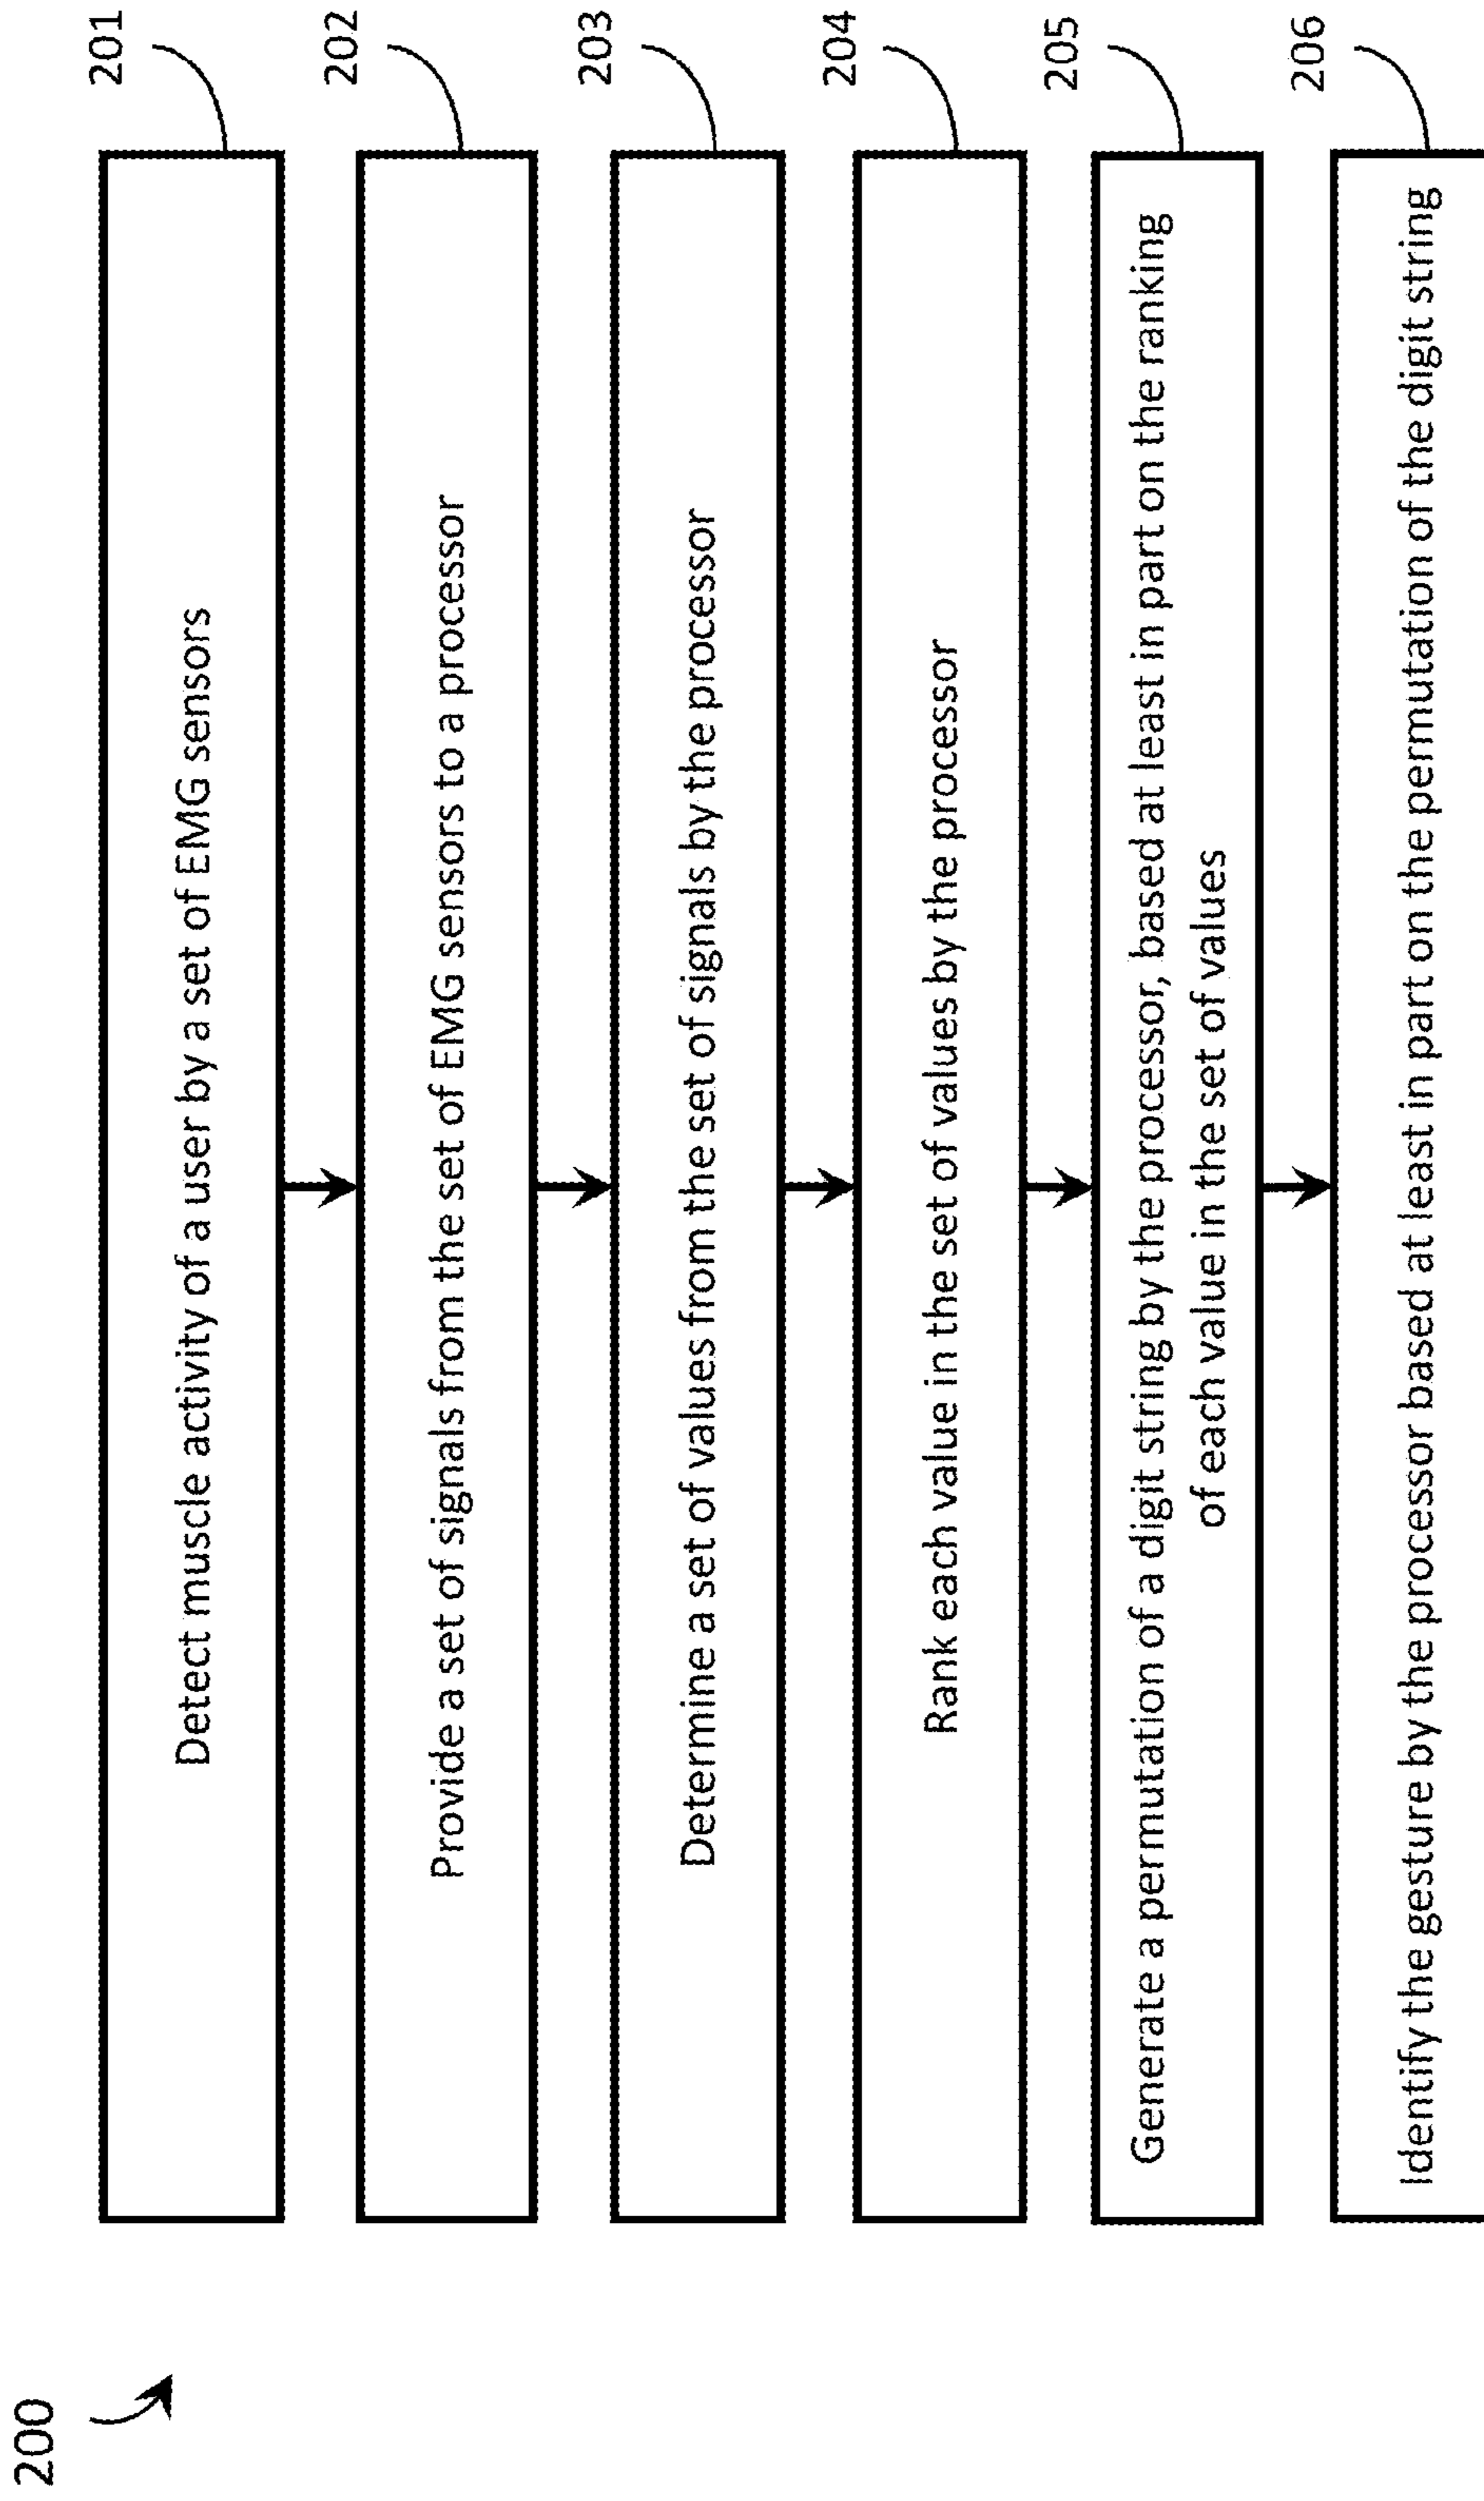 200
201
Detect muscle activity of a user by a set of EMG sensors
202
Provide a set of signals from the set of EMG sensors to a processor
203
Determine a set of values from the set of signals by the processor
204
Rank each value in the set of values by the processor
205
Generate a permutation of a digit string by the processor, based at least in part on the ranking
of each value in the set of values
206
Identify the gesture by the processor based at least in part on the permutation of the digit string